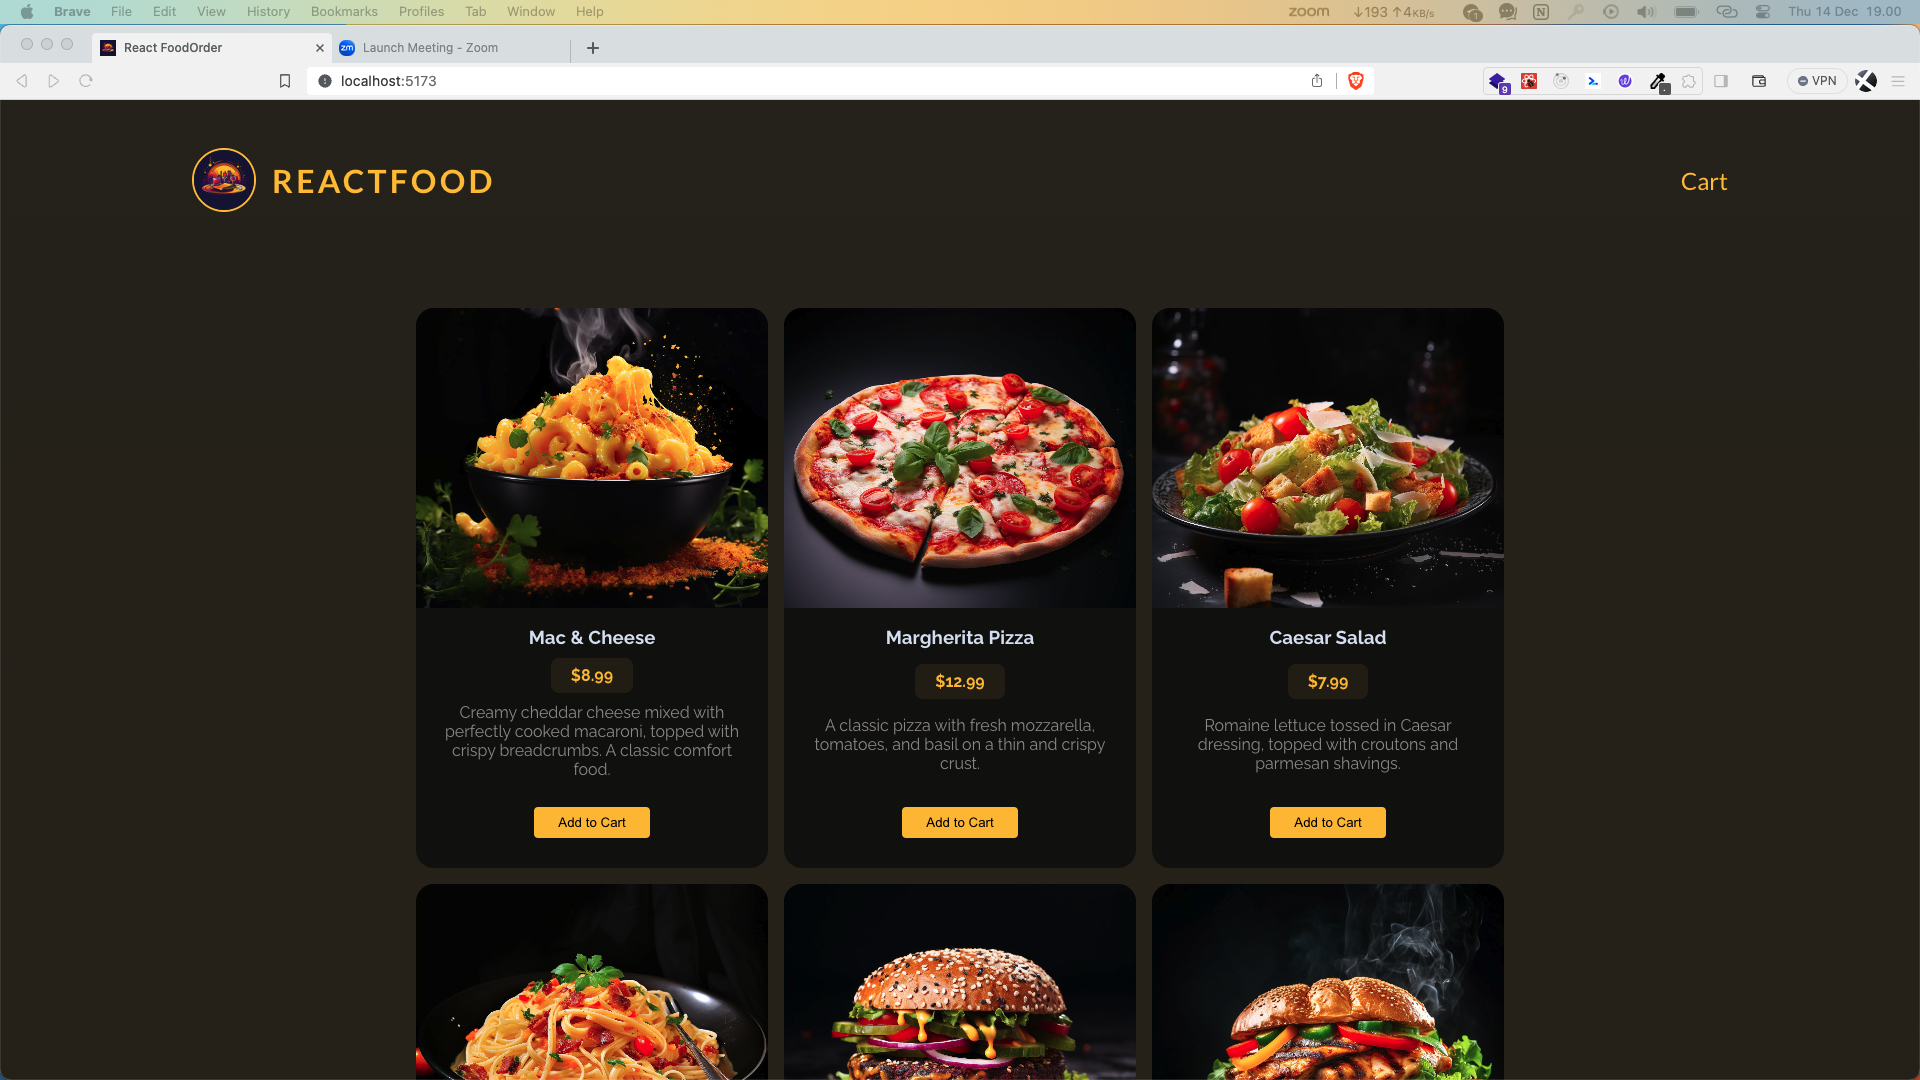 Brave File Edit View History Bookmarks Profiles Tab Window Help zoom ↓193 ↑4KB/s 1 Thu 14 Dec 19.00
React FoodOrder zm Launch Meeting - Zoom
localhost:5173 9 VPN
REACTFOOD Cart
Mac & Cheese
$8.99
Creamy cheddar cheese mixed with
perfectly cooked macaroni, topped with
crispy breadcrumbs. A classic comfort
food.
Add to Cart
Margherita Pizza
$12.99
A classic pizza with fresh mozzarella,
tomatoes, and basil on a thin and crispy
crust.
Add to Cart
Caesar Salad
$7.99
Romaine lettuce tossed in Caesar
dressing, topped with croutons and
parmesan shavings.
Add to Cart